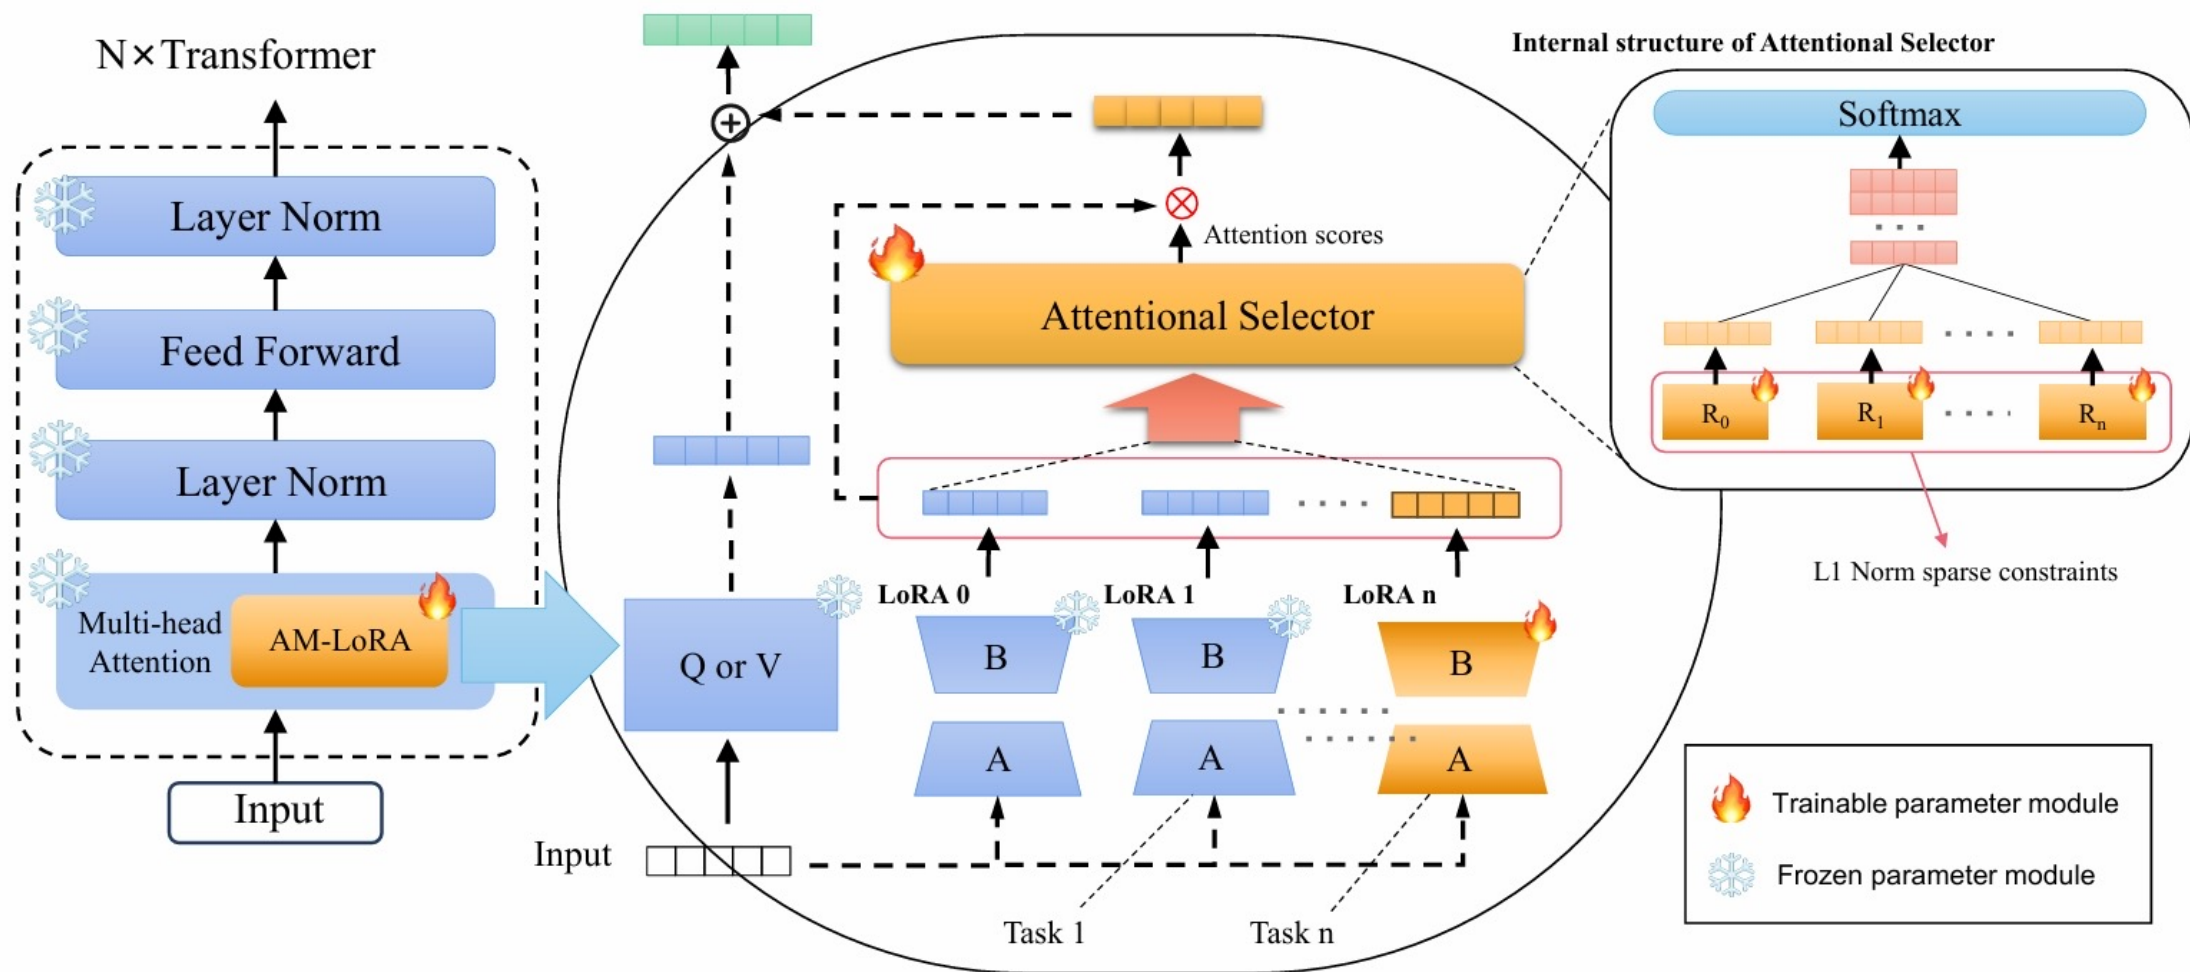 N×Transformer
Layer Norm
Feed Forward
Layer Norm
Multi-head
Attention
AM-LoRA
Input
Attention scores
Attentional Selector
LoRA 0
LoRA 1
LoRA n
Q or V
B
B
B
A
A
A
Input
Task 1
Task n
Internal structure of Attentional Selector
Softmax
R0
R1
Rn
L1 Norm sparse constraints
Trainable parameter module
Frozen parameter module